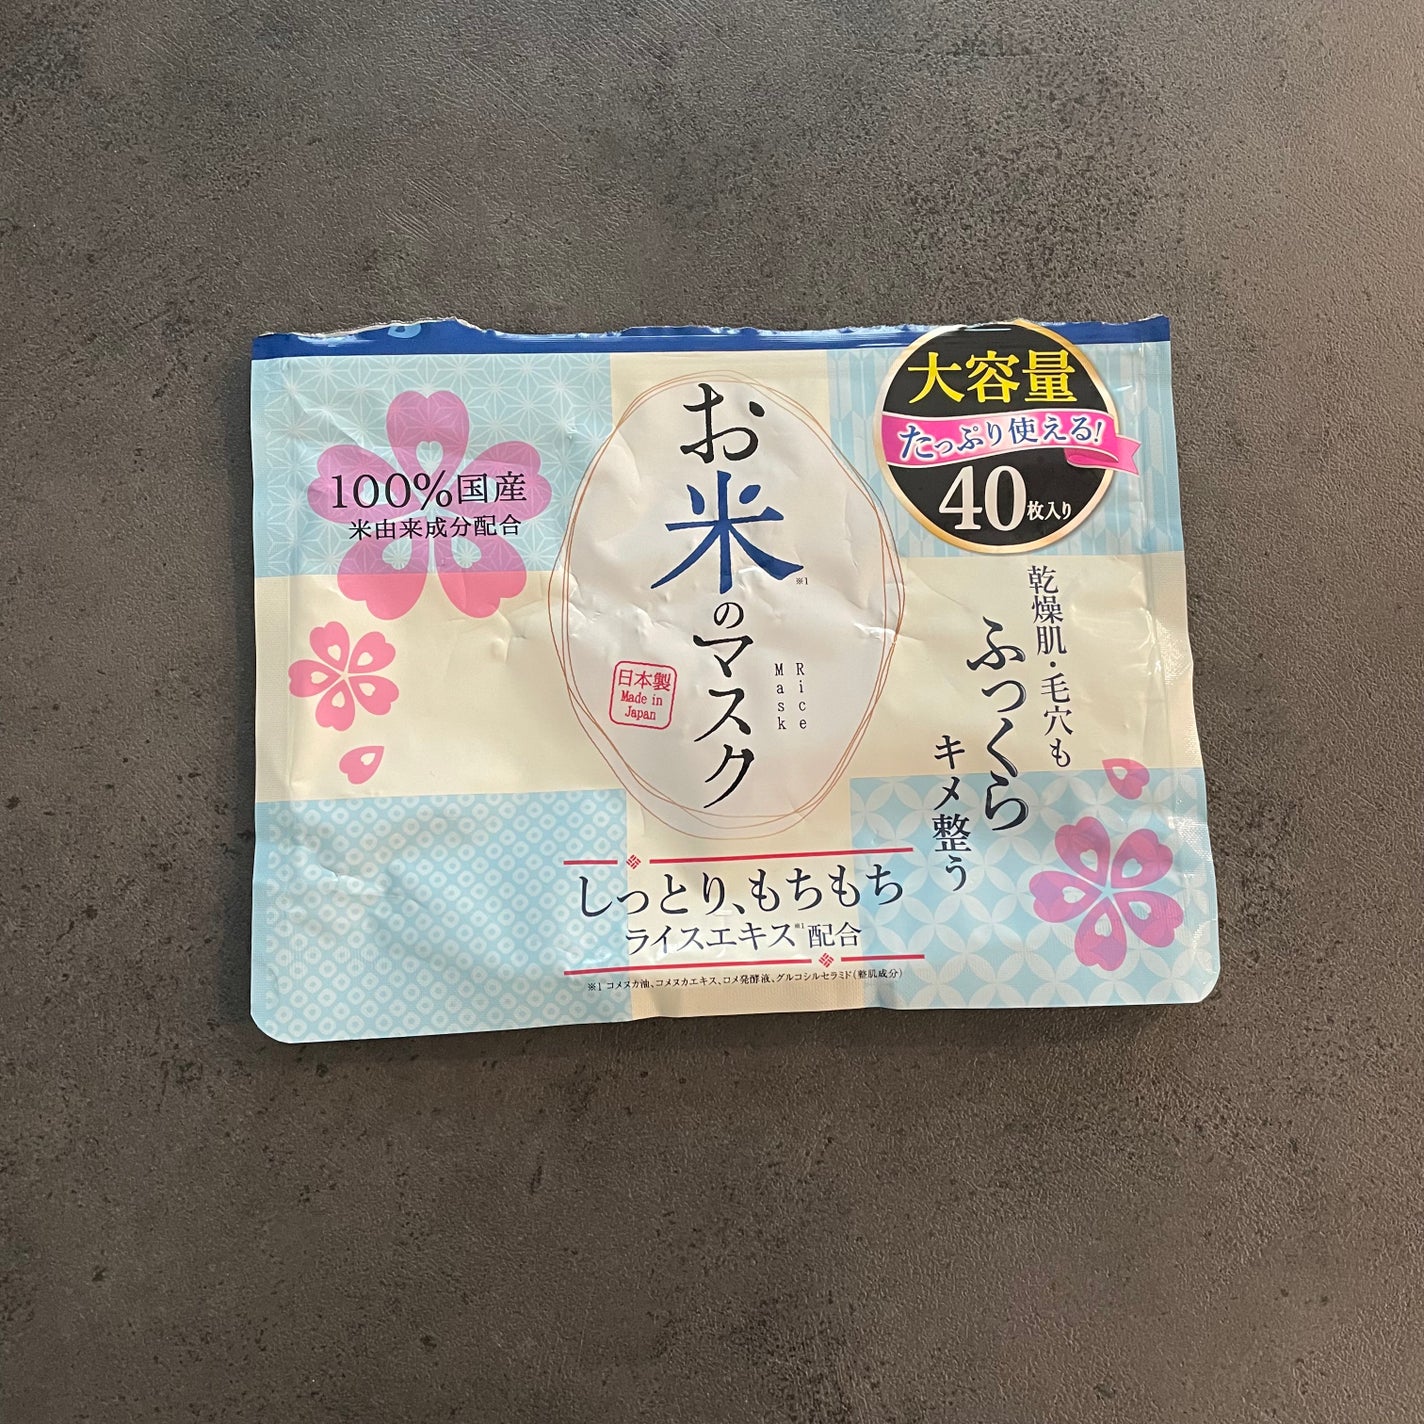 100%国産
米由来成分配合
お米のマスク
※1
Rice
Mask
日本製
Made in
Japan
大容量
たっぷり使える!
40枚入り
乾燥肌・毛穴も
ふっくら
キメ整う
しっとり、もちもち
ライスエキス※1配合
※1 コメヌカ油、コメヌカエキス、コメ発酵液、グルコシルセラミド(整肌成分)